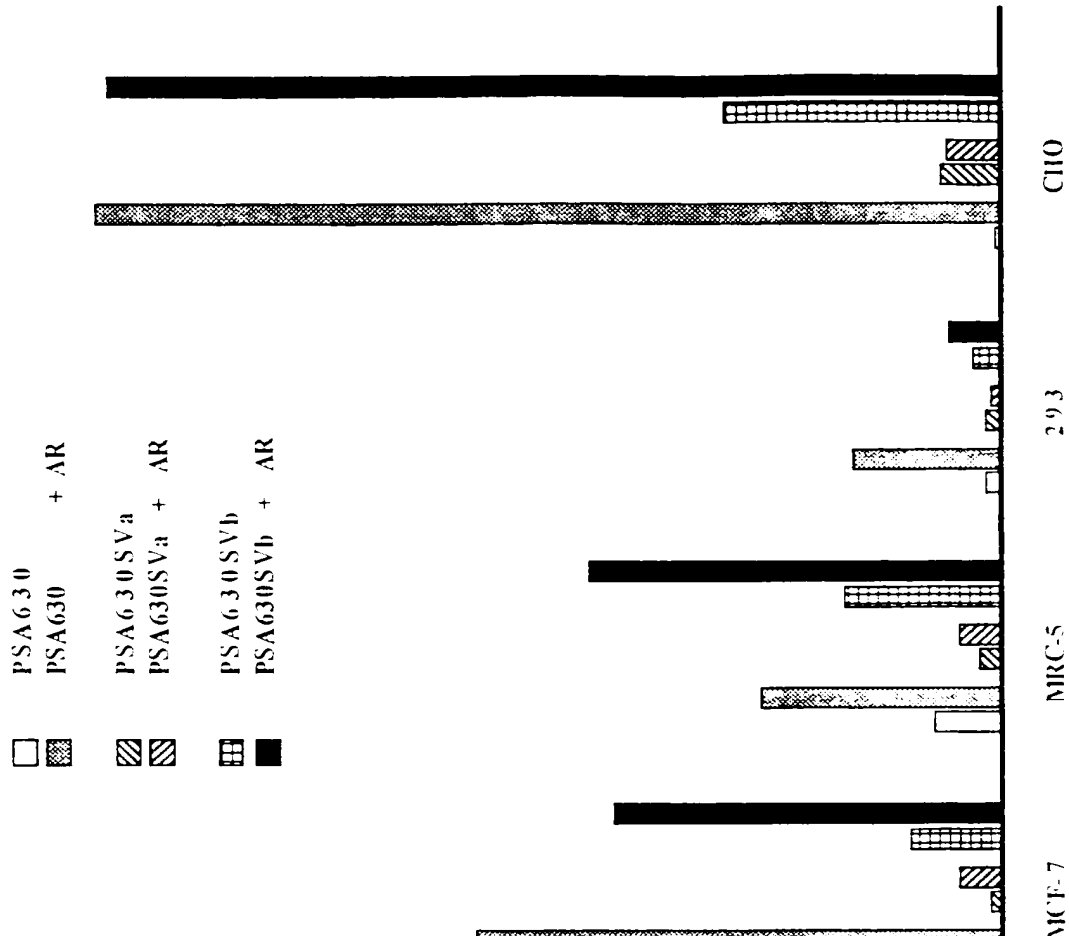 PSA630
PSA630 + AR
PSA630SVa
PSA630SVa + AR
PSA630SVb
PSA630SVb + AR
MCF-7
MRC-5
293
CHO